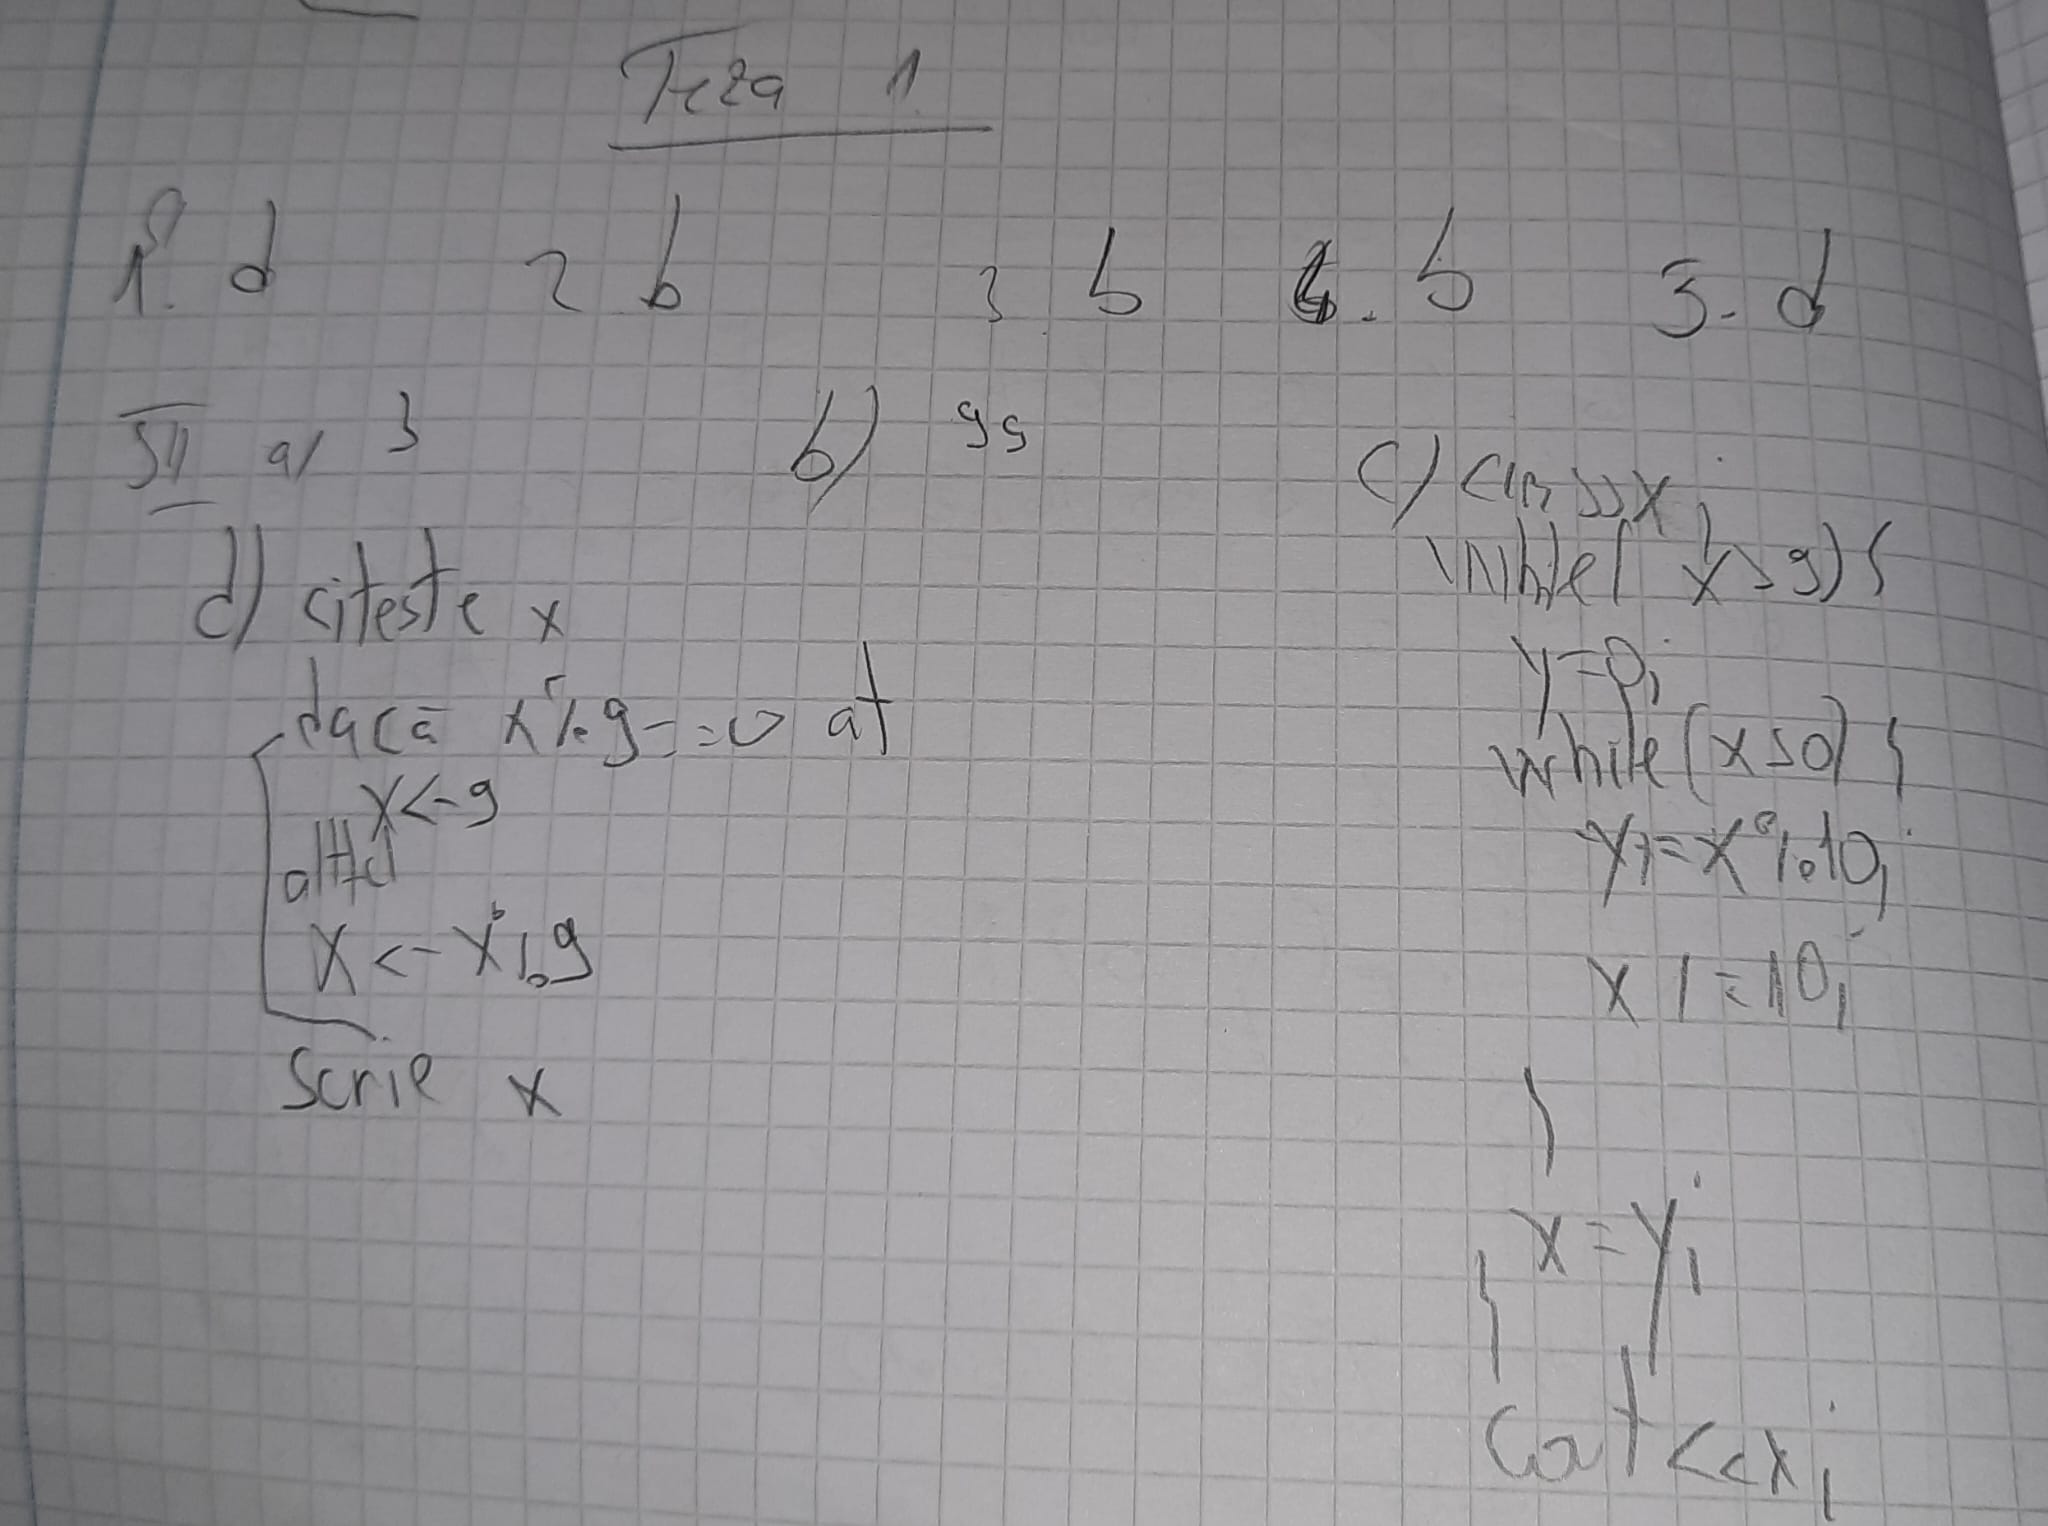 Teza 1
1. d 2 b 3. b 4. b 5. d
SII a) 3 b) 99
c) cin>>x;
while( x>9){
y=0;
while(x>0){
y+=x%10;
x/=10;
}
x=y;
}
cout<<x;
d) citeste x
dacă x%9==0 at
x<-9
altfel
x<-x%9
scrie x